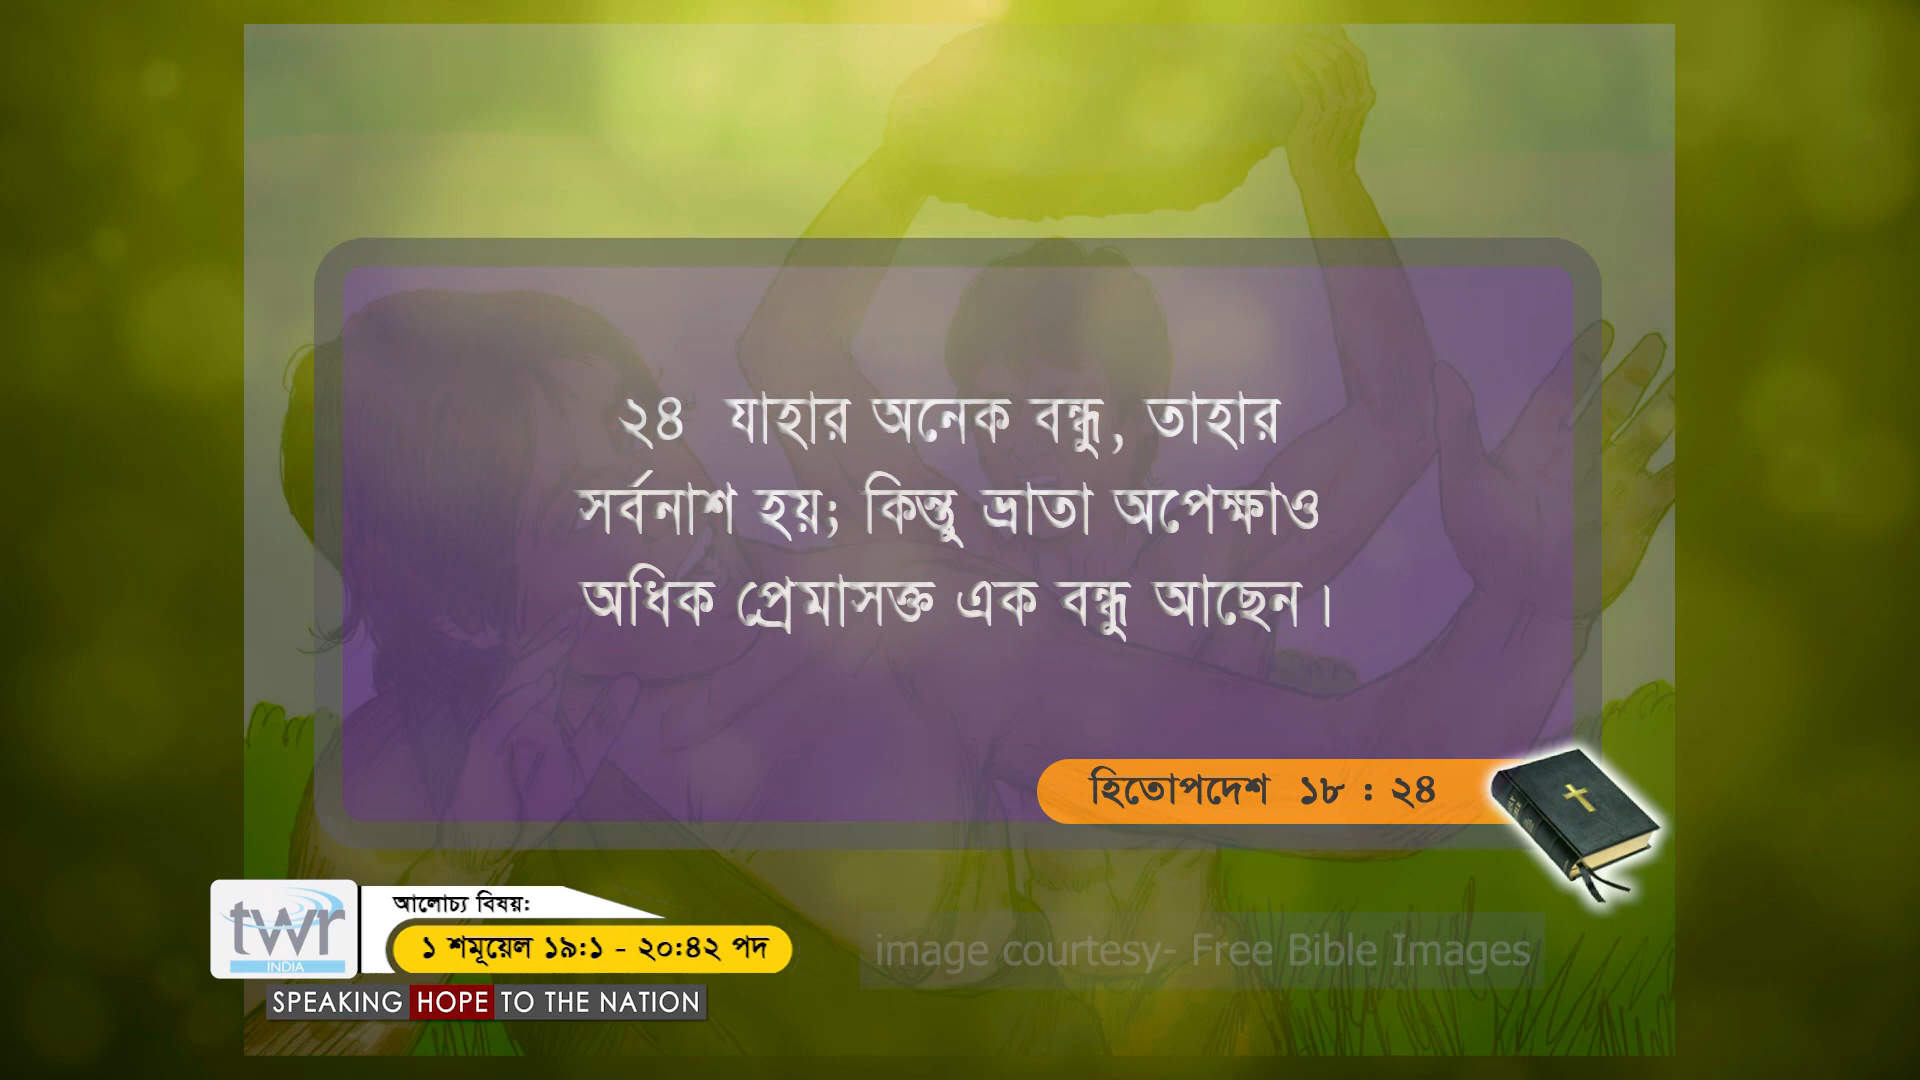 ২৪ যাহার অনেক বন্ধু, তাহার
সর্বনাশ হয়; কিন্তু ভ্রাতা অপেক্ষাও
অধিক প্রেমাসক্ত এক বন্ধু আছেন।
হিতোপদেশ ১৮ : ২৪
twr
INDIA
আলোচ্য বিষয়:
১ শমূয়েল ১৯:১ - ২০:৪২ পদ
SPEAKING HOPE TO THE NATION
image courtesy- Free Bible Images